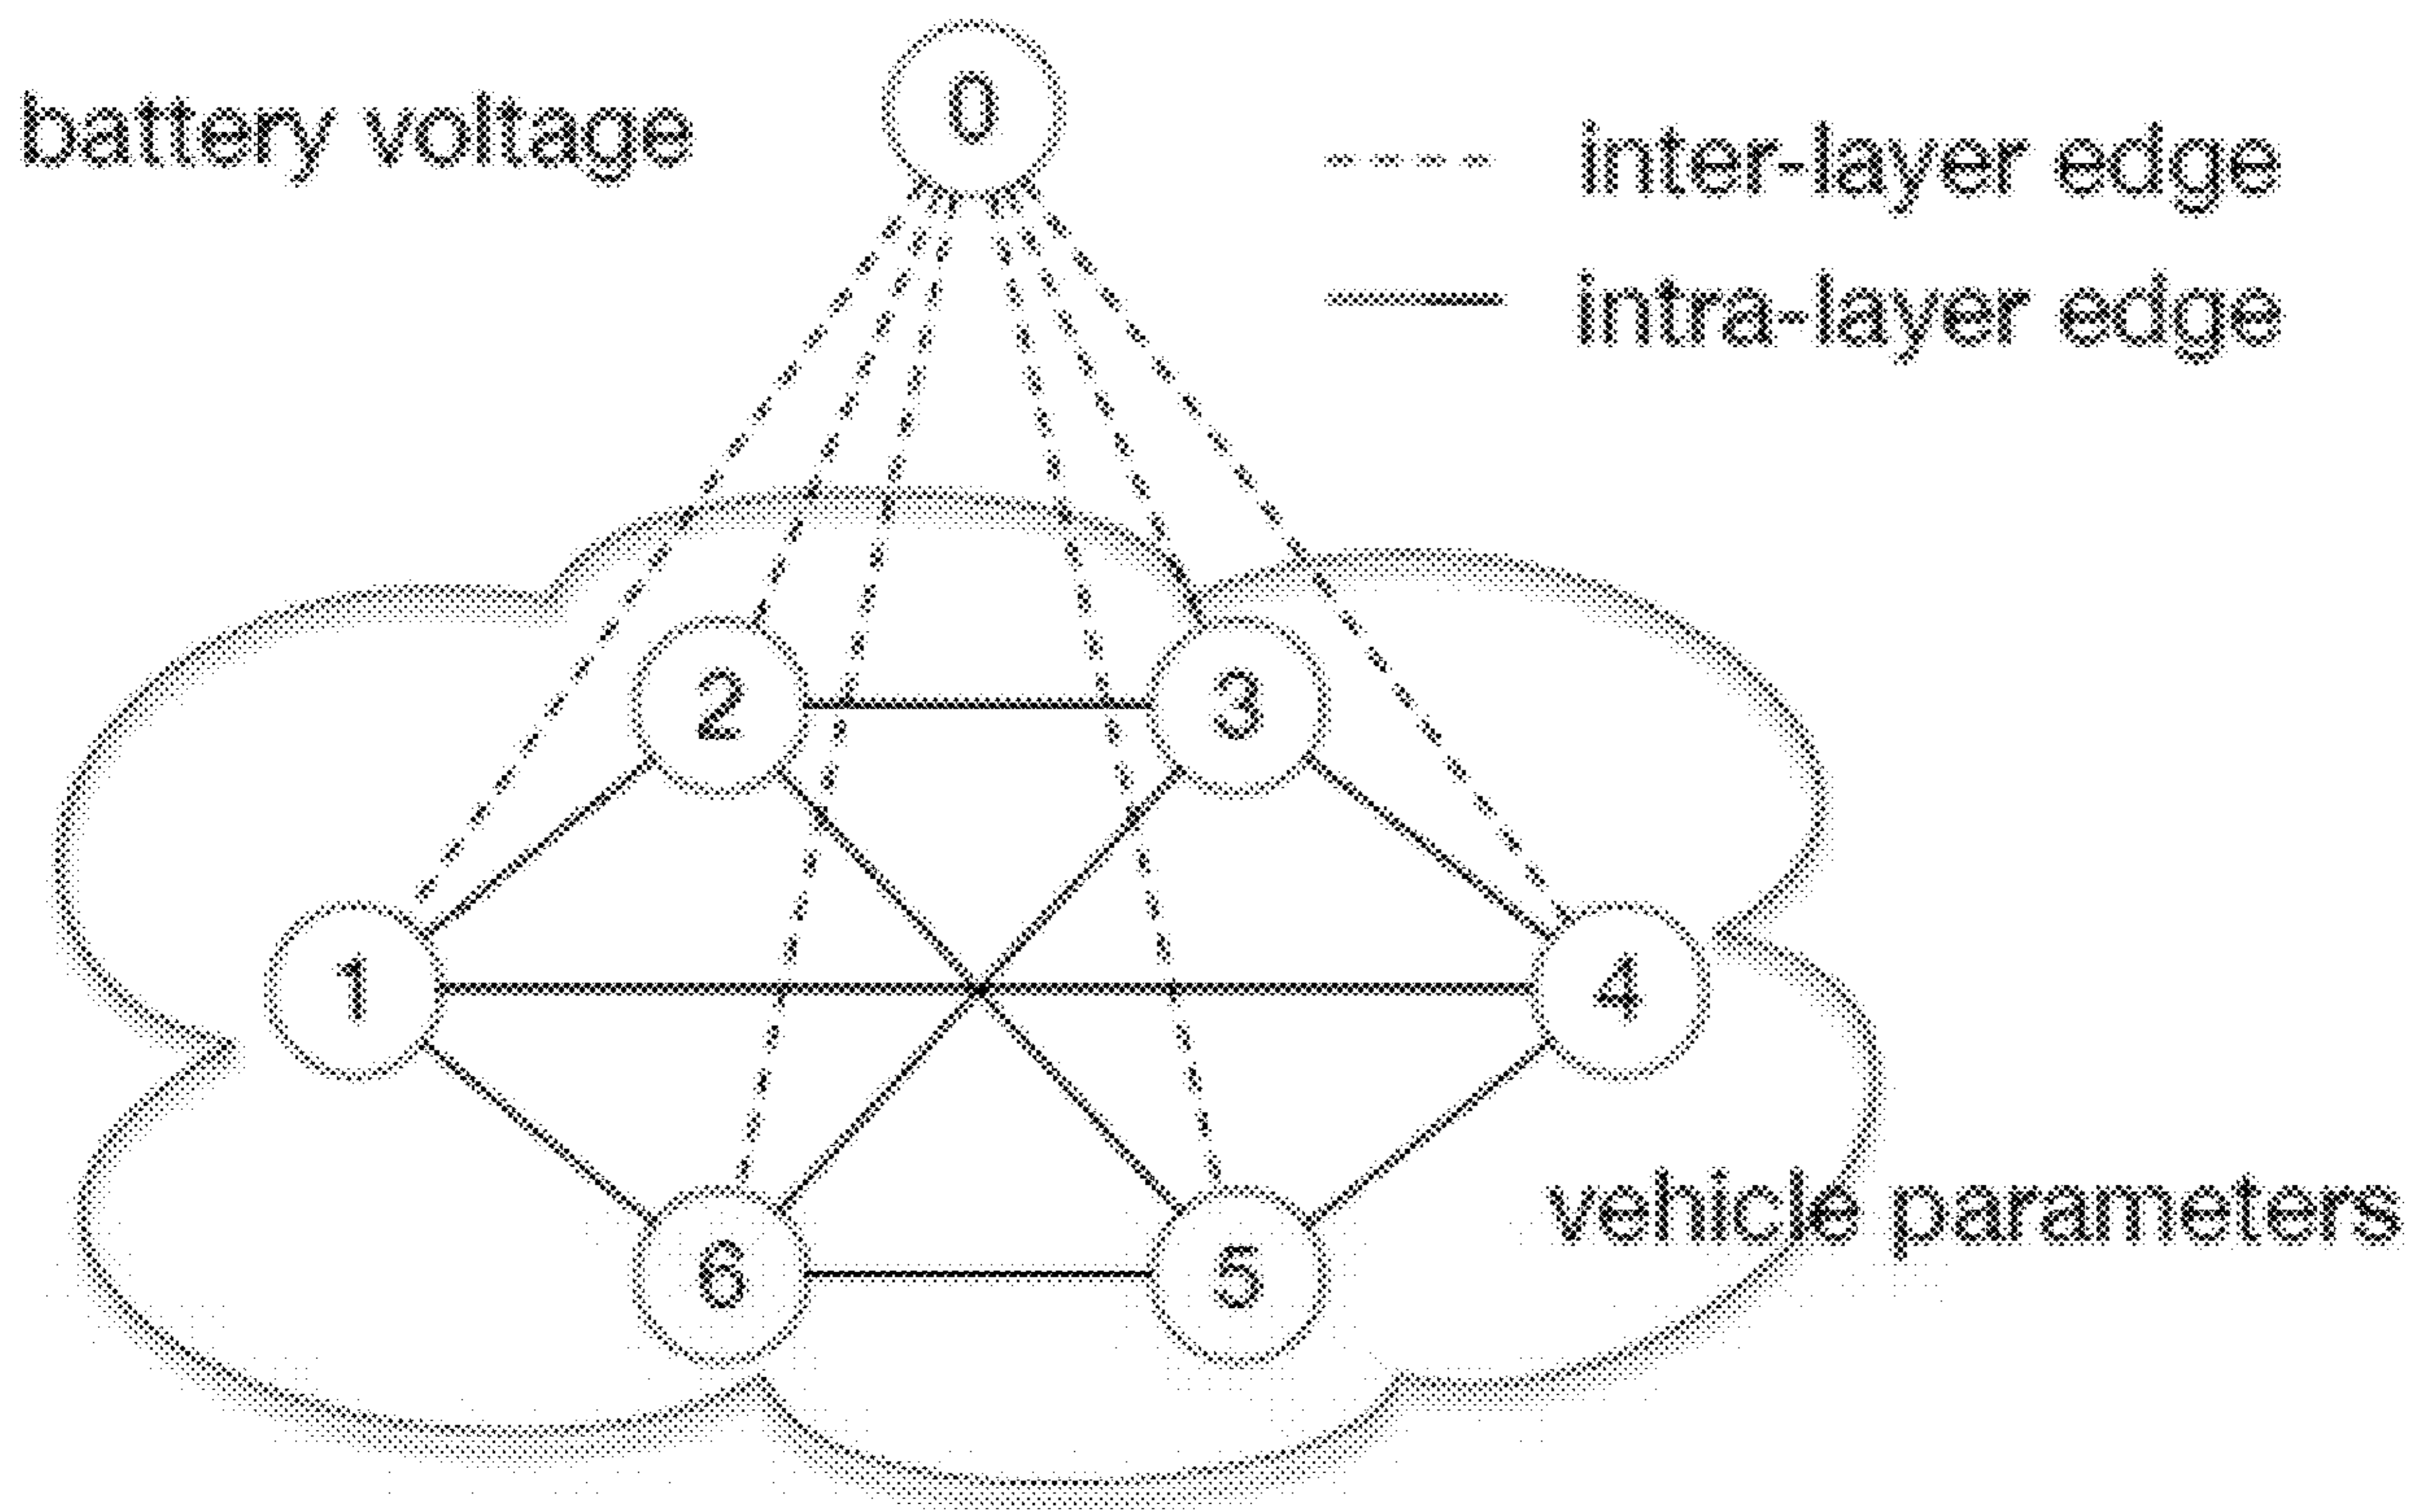 0
battery voltage
inter-layer edge
intra-layer edge
2
3
1
4
vehicle parameters
6
5